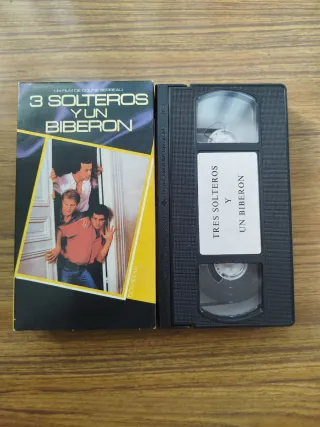 UN FILM DE COLINE SERREAU
3 SOLTEROS
Y UN
BIBERON
TRES SOLTEROS
Y
UN BIBERON